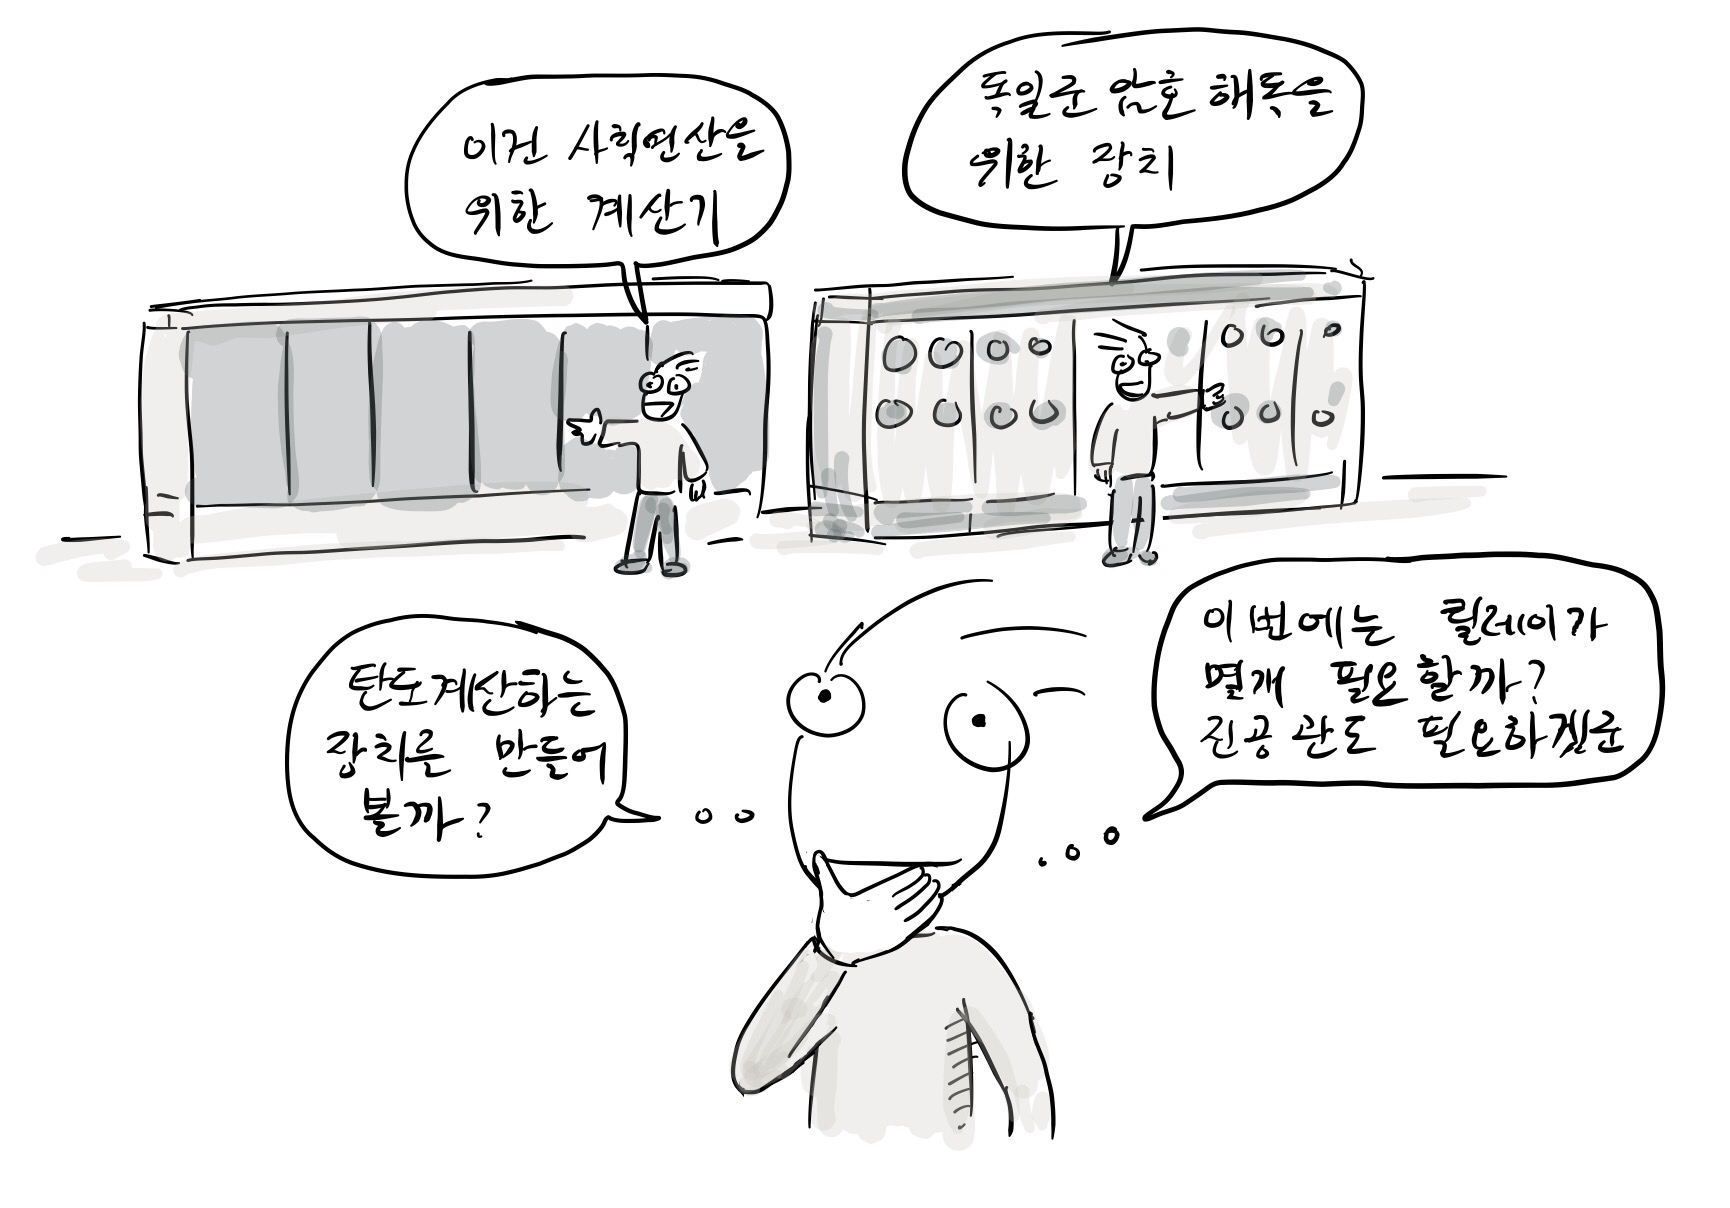 이건 사칙연산을
위한 계산기
독일군 암호 해독을
위한 장치
탄도계산하는
장치를 만들어
볼까?
이번에는 릴레이가
몇개 필요할까?
진공관도 필요하겠군